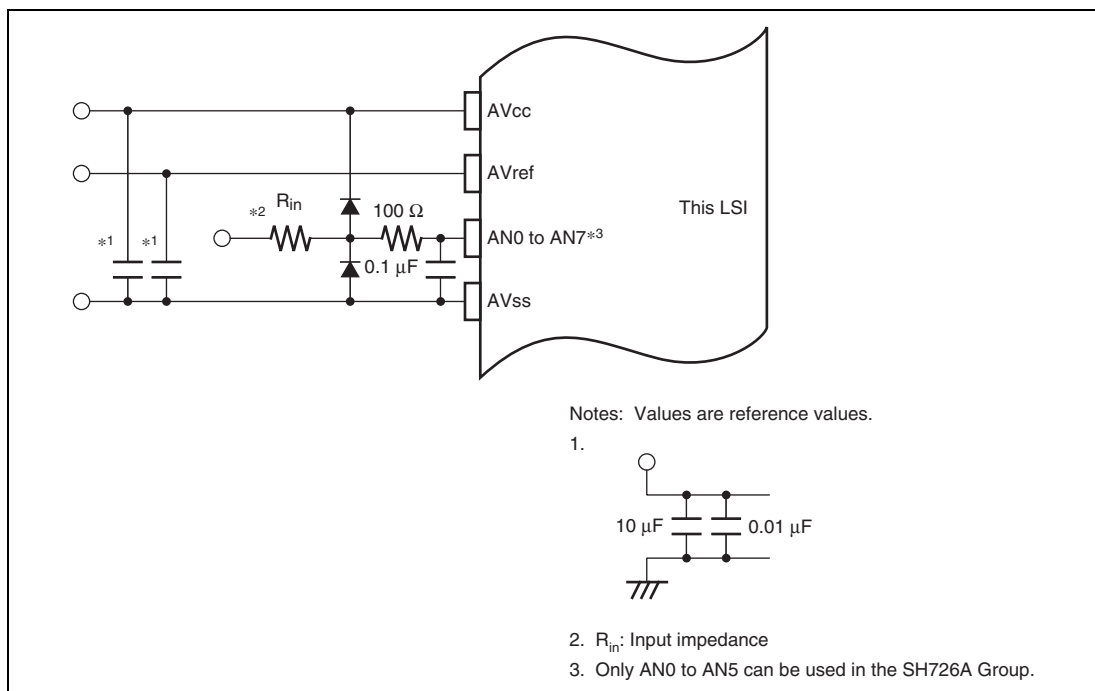 AVcc
AVref
*2 Rin
100 Ω
This LSI
*1 *1
AN0 to AN7*3
0.1 μF
AVss
Notes: Values are reference values.
1.
10 μF
0.01 μF
2. Rin: Input impedance
3. Only AN0 to AN5 can be used in the SH726A Group.